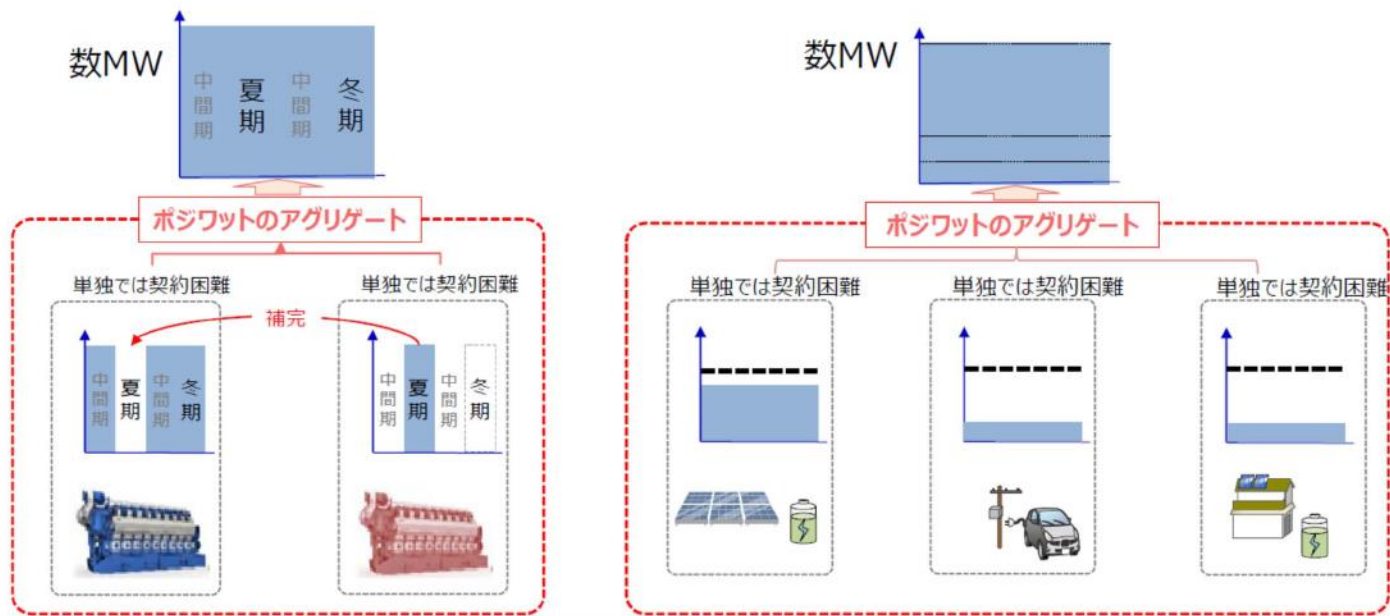 数MW
中間期
夏期
中間期
冬期
ポジワットのアグリゲート
単独では契約困難
単独では契約困難
補完
中間期
夏期
中間期
冬期
中間期
夏期
中間期
冬期
数MW
ポジワットのアグリゲート
単独では契約困難
単独では契約困難
単独では契約困難